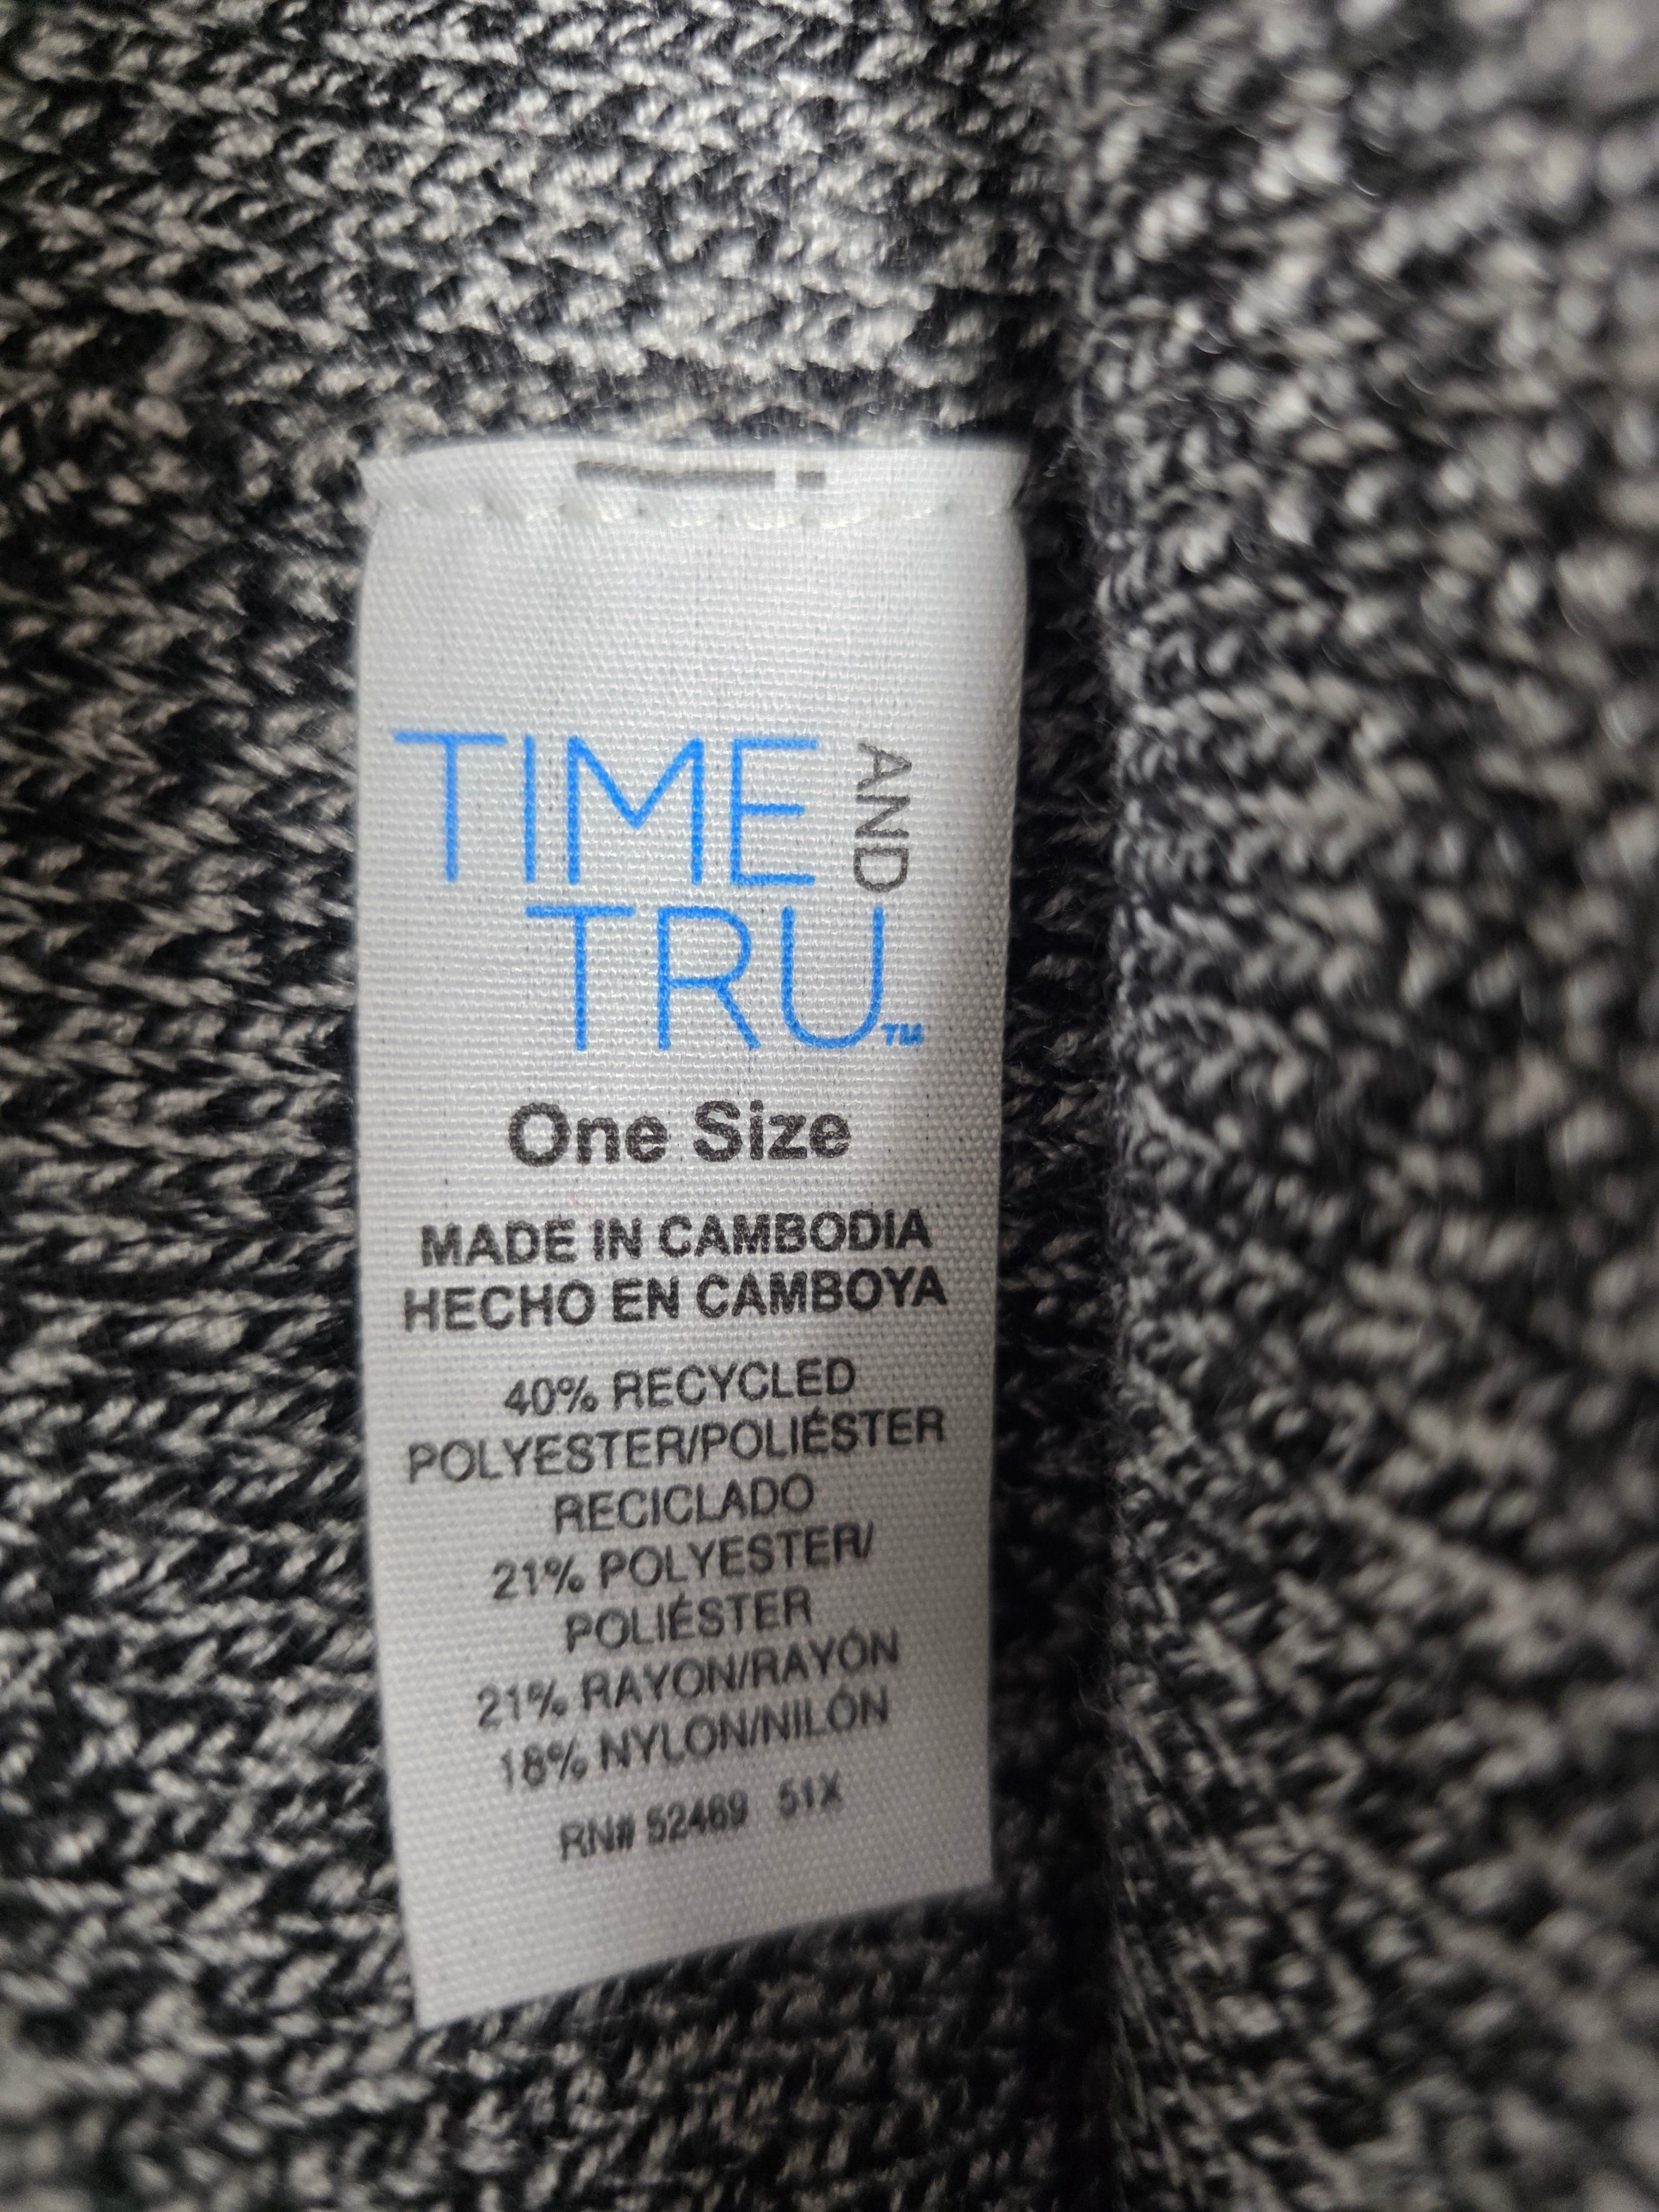 TIME AND
TRU™
One Size
MADE IN CAMBODIA
HECHO EN CAMBOYA
40% RECYCLED
POLYESTER/POLIÉSTER
RECICLADO
21% POLYESTER/
POLIÉSTER
21% RAYON/RAYÓN
18% NYLON/NILÓN
RN# 52469 51X